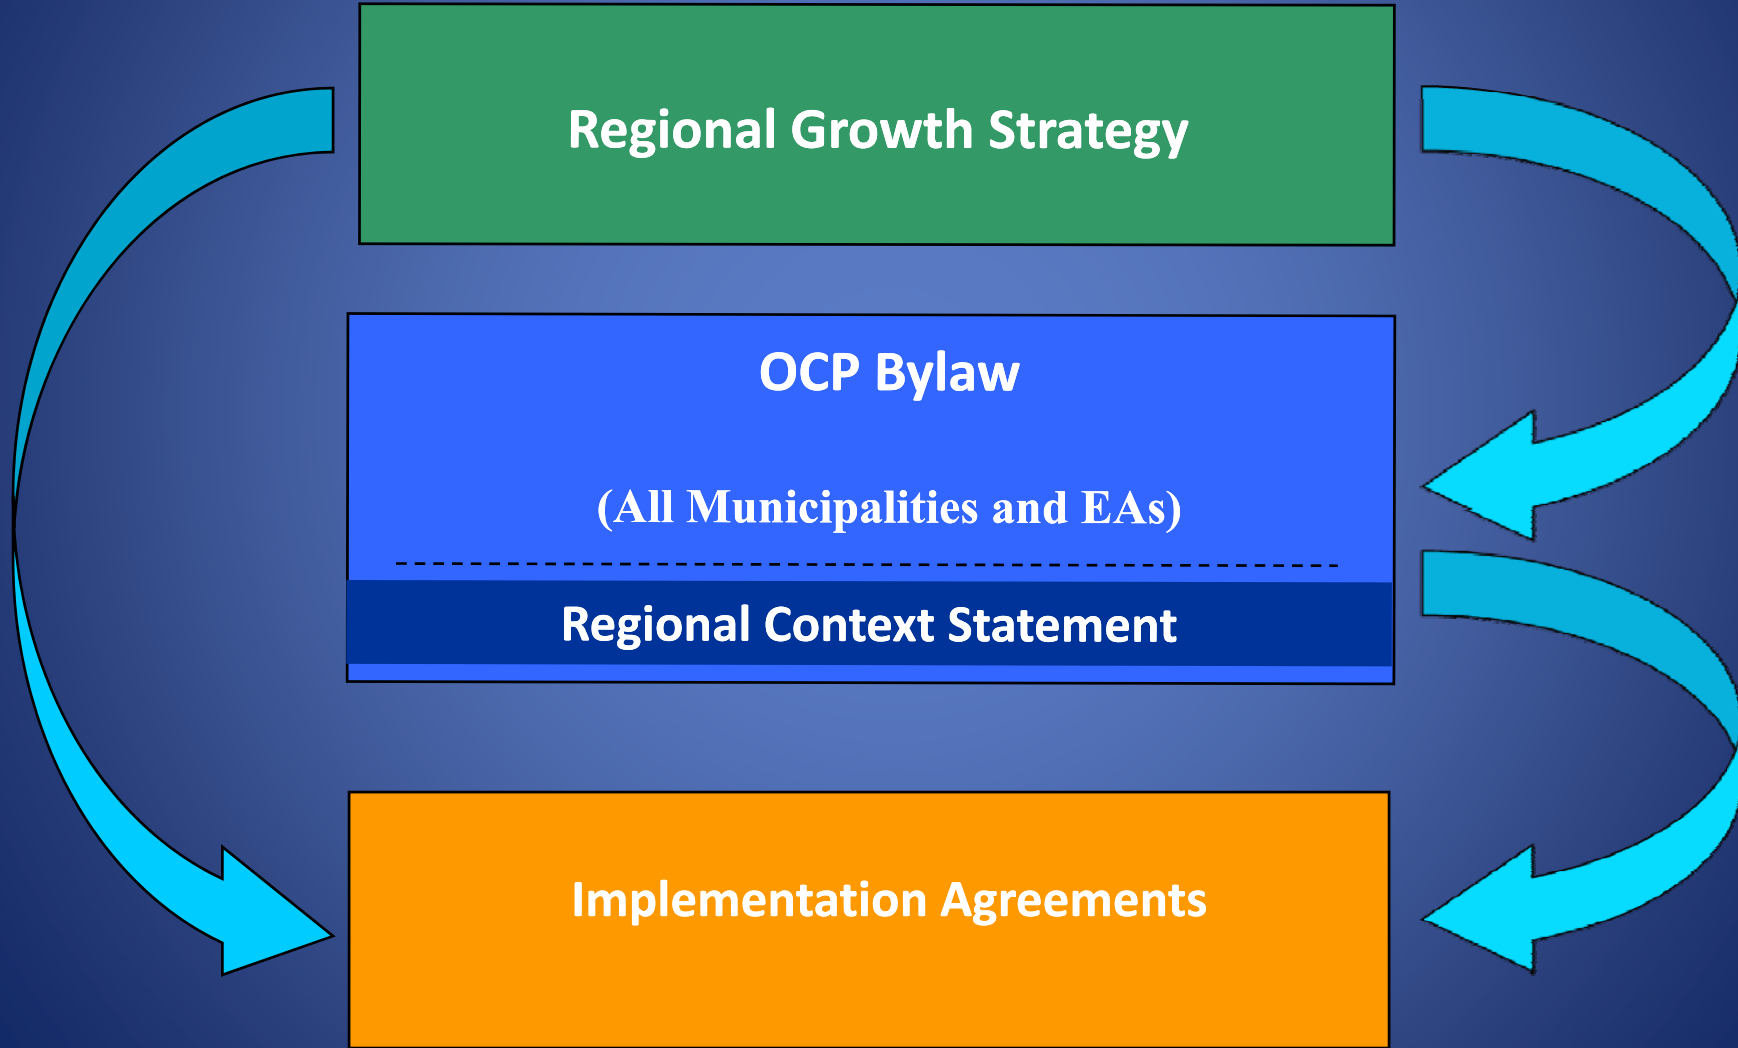 Regional Growth Strategy
OCP Bylaw
(All Municipalities and EAs)
Regional Context Statement
Implementation Agreements